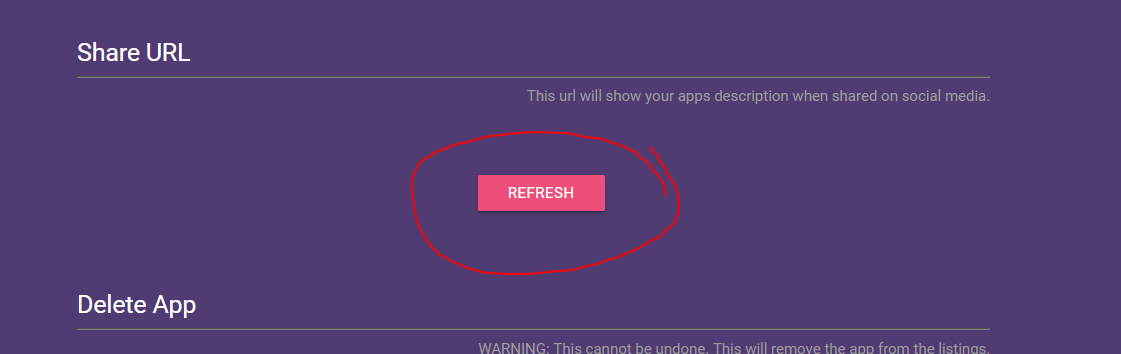 Share URL
This url will show your apps description when shared on social media.
REFRESH
Delete App
WARNING: This cannot be undone. This will remove the app from the listings.